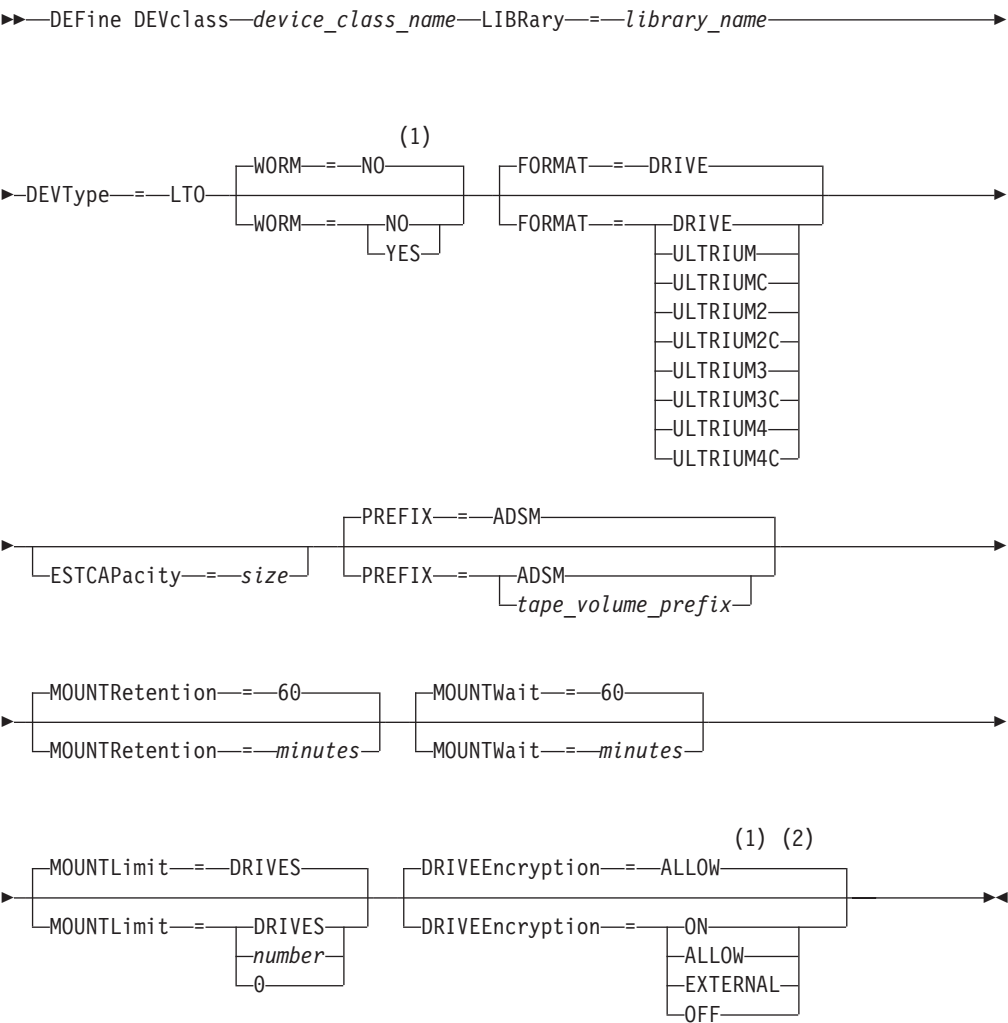 DEFine DEVclass device_class_name LIBRary = library_name
(1)
WORM = NO FORMAT = DRIVE
DEVType = LTO
WORM = NO FORMAT = DRIVE
YES ULTRIUM
ULTRIUMC
ULTRIUM2
ULTRIUM2C
ULTRIUM3
ULTRIUM3C
ULTRIUM4
ULTRIUM4C
PREFIX = ADSM
ESTCAPacity = size PREFIX = ADSM
tape_volume_prefix
MOUNTRetention = 60 MOUNTWait = 60
MOUNTRetention = minutes MOUNTWait = minutes
(1) (2)
MOUNTLimit = DRIVES DRIVEEncryption = ALLOW
MOUNTLimit = DRIVES DRIVEEncryption = ON
number ALLOW
0 EXTERNAL
OFF